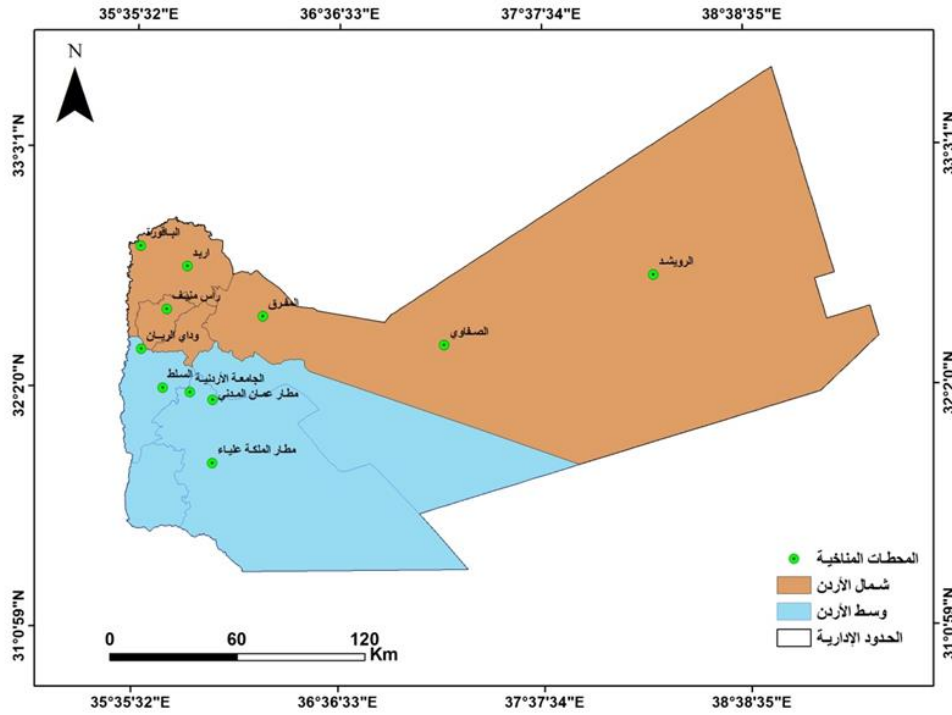 35°35'32"E 36°36'33"E 37°37'34"E 38°38'35"E
N
33°3'1"N
33°3'1"N
الباقورة
اربد
الرويشد
راس منيف
المفرق
الصفاوي
وداي الريان
32°2'0"N
32°2'0"N
السلط
الجامعة الأردنية
مطار عمان المدني
مطار الملكة علياء
المحطات المناخية
شمال الأردن
وسط الأردن
الحدود الإدارية
31°0'59"N
31°0'59"N
0 60 120
Km
35°35'32"E 36°36'33"E 37°37'34"E 38°38'35"E